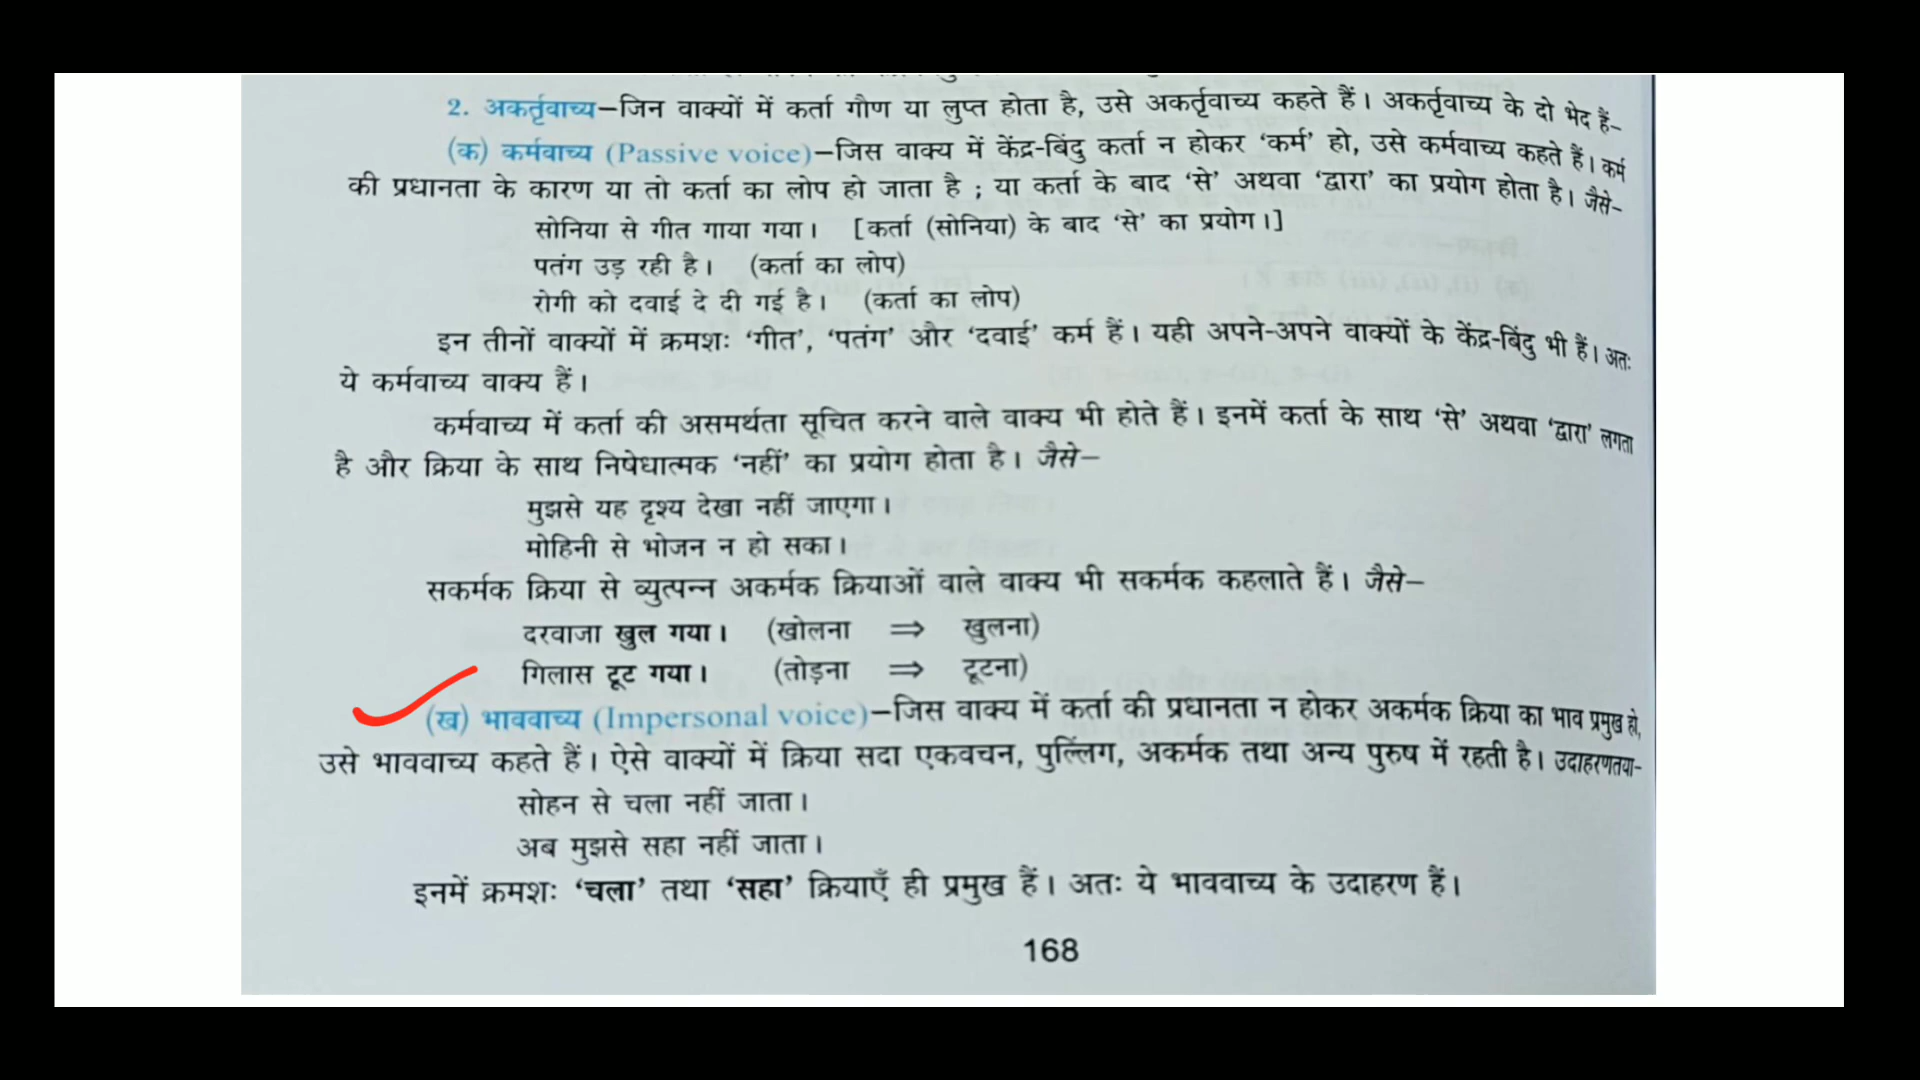 2. अकर्तृवाच्य–जिन वाक्यों में कर्ता गौण या लुप्त होता है, उसे अकर्तृवाच्य कहते हैं। अकर्तृवाच्य के दो भेद हैं–
(क) कर्मवाच्य (Passive voice)–जिस वाक्य में केंद्र-बिंदु कर्ता न होकर ‘कर्म’ हो, उसे कर्मवाच्य कहते हैं। कर्म
की प्रधानता के कारण या तो कर्ता का लोप हो जाता है ; या कर्ता के बाद ‘से’ अथवा ‘द्वारा’ का प्रयोग होता है। जैसे–
सोनिया से गीत गाया गया। [कर्ता (सोनिया) के बाद ‘से’ का प्रयोग।]
पतंग उड़ रही है। (कर्ता का लोप)
रोगी को दवाई दे दी गई है। (कर्ता का लोप)
इन तीनों वाक्यों में क्रमशः ‘गीत’, ‘पतंग’ और ‘दवाई’ कर्म हैं। यही अपने-अपने वाक्यों के केंद्र-बिंदु भी हैं। अतः
ये कर्मवाच्य वाक्य हैं।
कर्मवाच्य में कर्ता की असमर्थता सूचित करने वाले वाक्य भी होते हैं। इनमें कर्ता के साथ ‘से’ अथवा ‘द्वारा’ लगता
है और क्रिया के साथ निषेधात्मक ‘नहीं’ का प्रयोग होता है। जैसे–
मुझसे यह दृश्य देखा नहीं जाएगा।
मोहिनी से भोजन न हो सका।
सकर्मक क्रिया से व्युत्पन्न अकर्मक क्रियाओं वाले वाक्य भी सकर्मक कहलाते हैं। जैसे–
दरवाजा खुल गया। (खोलना ⇒ खुलना)
गिलास टूट गया। (तोड़ना ⇒ टूटना)
(ख) भाववाच्य (Impersonal voice)–जिस वाक्य में कर्ता की प्रधानता न होकर अकर्मक क्रिया का भाव प्रमुख हो,
उसे भाववाच्य कहते हैं। ऐसे वाक्यों में क्रिया सदा एकवचन, पुल्लिंग, अकर्मक तथा अन्य पुरुष में रहती है। उदाहरणतया–
सोहन से चला नहीं जाता।
अब मुझसे सहा नहीं जाता।
इनमें क्रमशः ‘चला’ तथा ‘सहा’ क्रियाएँ ही प्रमुख हैं। अतः ये भाववाच्य के उदाहरण हैं।
168